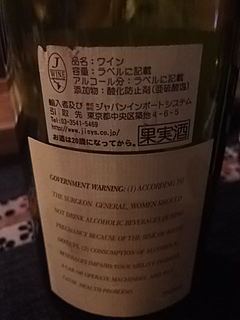 J
WINE
品名：ワイン
容量：ラベルに記載
アルコール分：ラベルに記載
添加物：酸化防止剤（亜硫酸塩）
輸入者及び 株式会社 ジャパンインポートシステム
引取先 東京都中央区築地4-6-5
Tel. 03-3541-5469
http://www.jisys.co.jp/
お酒は20歳になってから。
果実酒
GOVERNMENT WARNING: (1) ACCORDING TO
THE SURGEON GENERAL, WOMEN SHOULD
NOT DRINK ALCOHOLIC BEVERAGES DURING
PREGNANCY BECAUSE OF THE RISK OF BIRTH
DEFECTS. (2) CONSUMPTION OF ALCOHOLIC
BEVERAGES IMPAIRS YOUR ABILITY TO DRIVE
A CAR OR OPERATE MACHINERY, AND MAY
CAUSE HEALTH PROBLEMS.